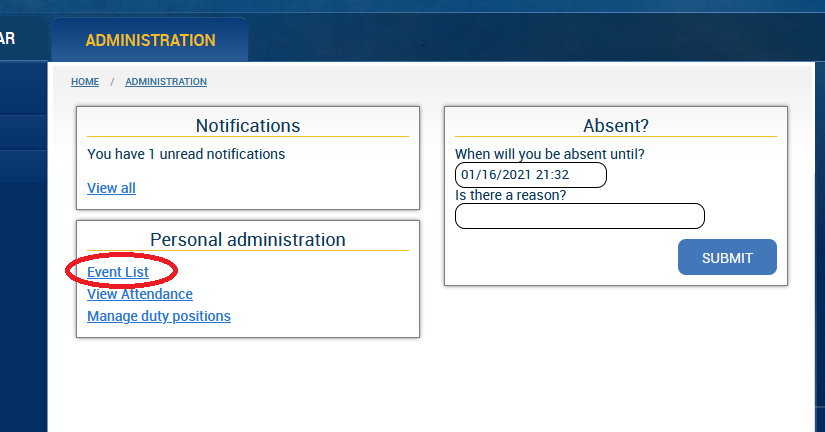 AR
ADMINISTRATION
HOME / ADMINISTRATION
Notifications
You have 1 unread notifications
View all
Personal administration
Event List
View Attendance
Manage duty positions
Absent?
When will you be absent until?
01/16/2021 21:32
Is there a reason?
SUBMIT